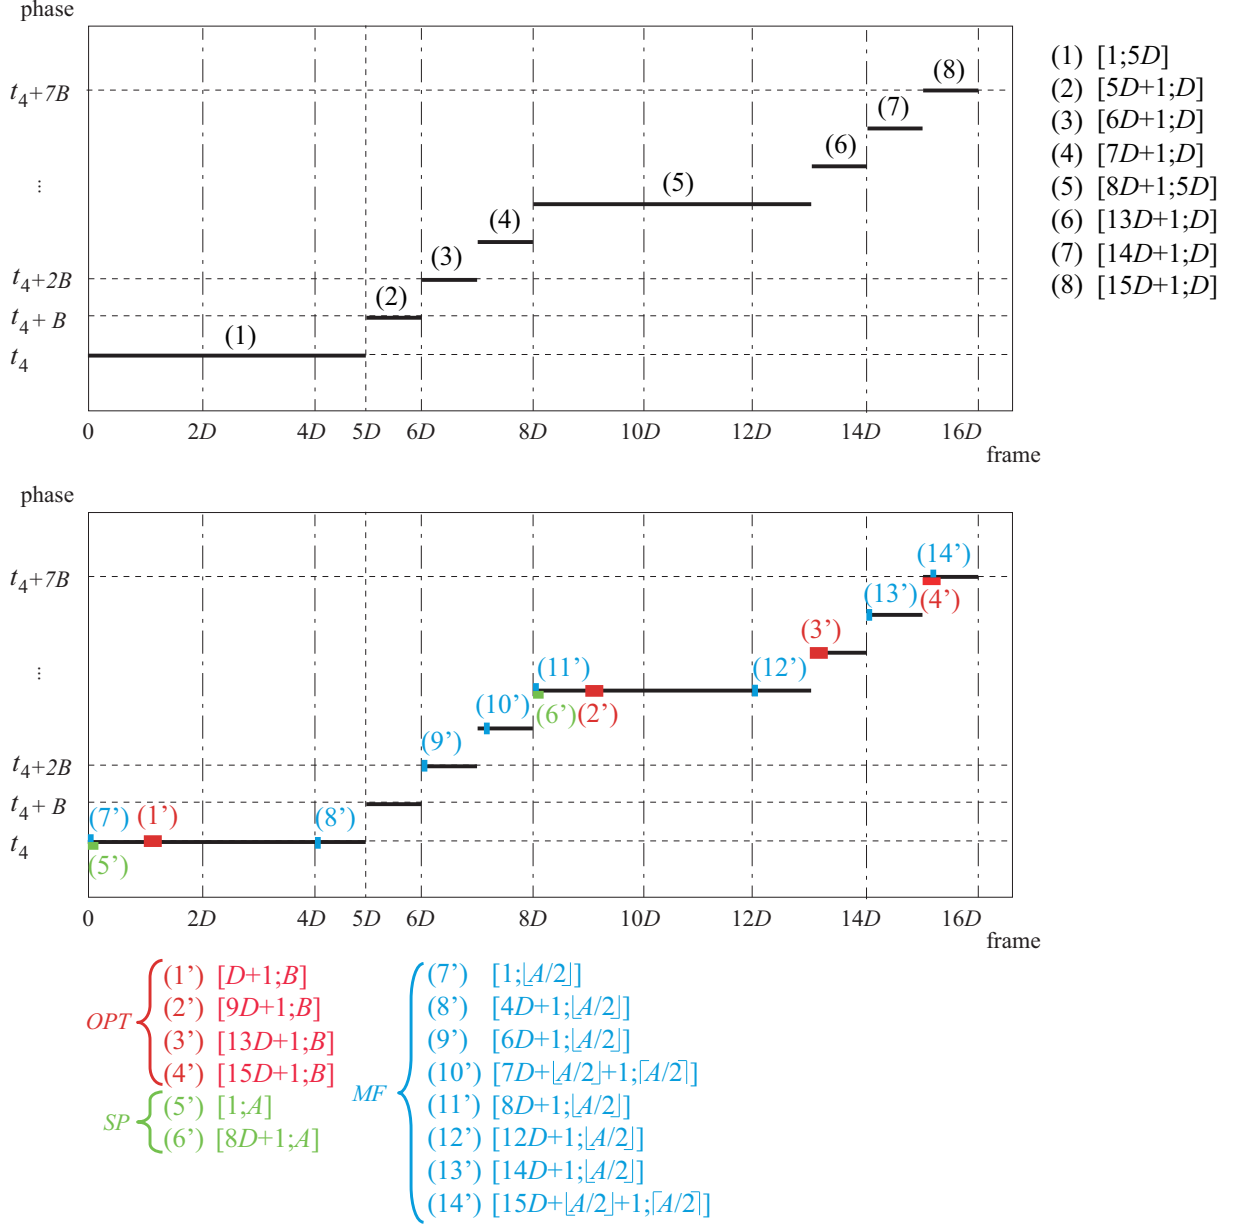 phase
t4+7B
...
t4+2B
t4+B
t4
(1)
(2)
(3)
(4)
(5)
(6)
(7)
(8)
0 2D 4D 5D 6D 8D 10D 12D 14D 16D
frame
(1) [1;5D]
(2) [5D+1;D]
(3) [6D+1;D]
(4) [7D+1;D]
(5) [8D+1;5D]
(6) [13D+1;D]
(7) [14D+1;D]
(8) [15D+1;D]
phase
t4+7B
...
t4+2B
t4+B
t4
(7’) (1’) (8’)
(5’)
(9’)
(10’)
(11’) (12’)
(6’) (2’)
(3’)
(13’)
(14’)
(4’)
0 2D 4D 5D 6D 8D 10D 12D 14D 16D
frame
OPT
(1’) [D+1;B]
(2’) [9D+1;B]
(3’) [13D+1;B]
(4’) [15D+1;B]
SP
(5’) [1;A]
(6’) [8D+1;A]
MF
(7’) [1;⌊A/2⌋]
(8’) [4D+1;⌊A/2⌋]
(9’) [6D+1;⌊A/2⌋]
(10’) [7D+⌊A/2⌋+1;⌈A/2⌉]
(11’) [8D+1;⌊A/2⌋]
(12’) [12D+1;⌊A/2⌋]
(13’) [14D+1;⌊A/2⌋]
(14’) [15D+⌊A/2⌋+1;⌈A/2⌉]